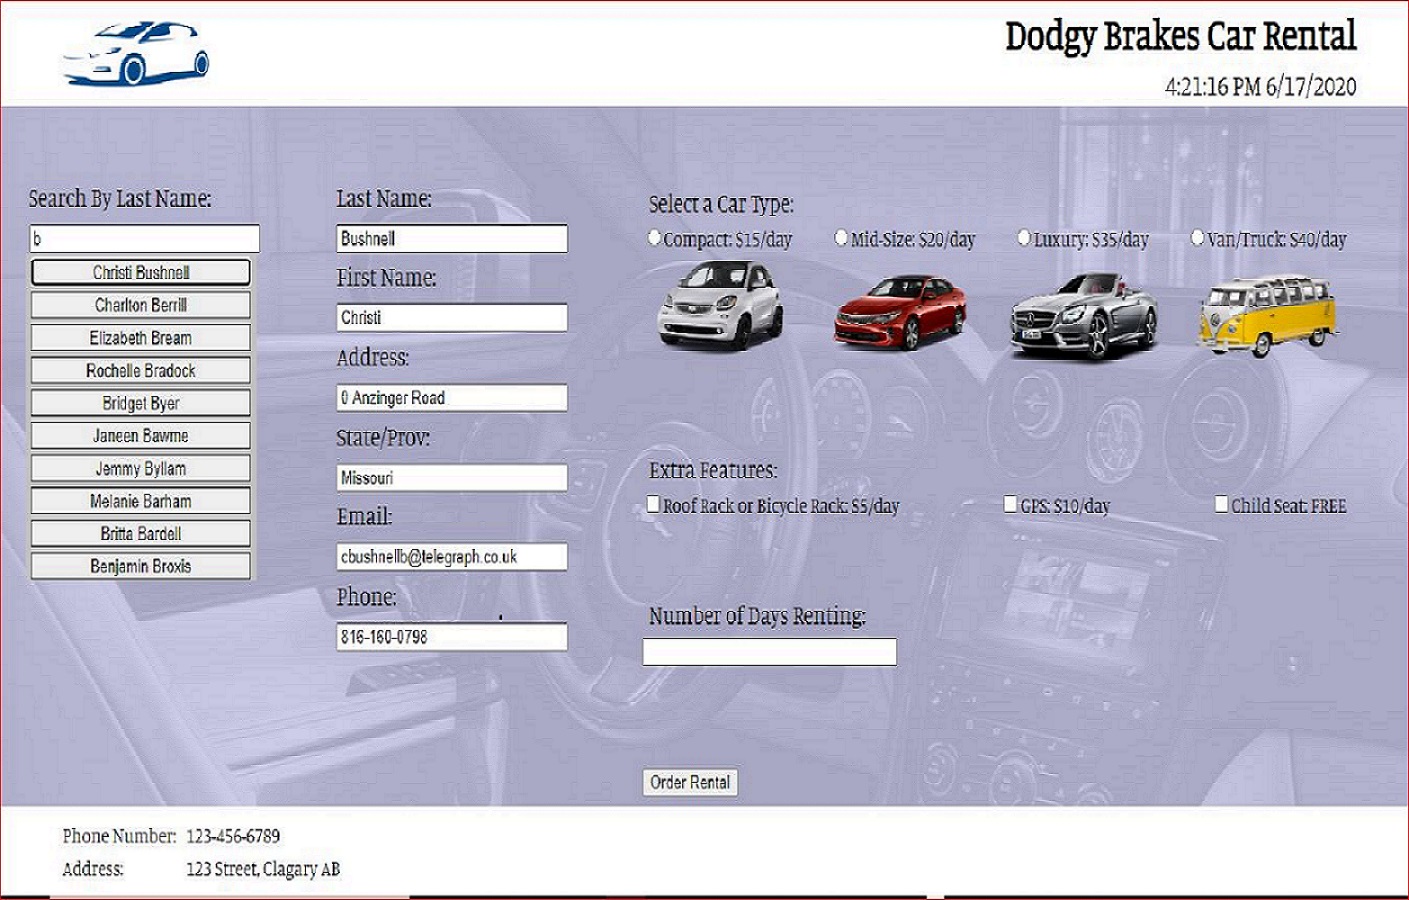 Dodgy Brakes Car Rental
4:21:16 PM 6/17/2020
Search By Last Name:
b
Christi Bushnell
Charlton Berrill
Elizabeth Bream
Rochelle Bradock
Bridget Byer
Janeen Bawme
Jemmy Byllam
Melanie Barham
Britta Bardell
Benjamin Broxis
Last Name:
Bushnell
First Name:
Christi
Address:
0 Anzinger Road
State/Prov:
Missouri
Email:
cbushnellb@telegraph.co.uk
Phone:
816-160-0798
Select a Car Type:
Compact: $15/day Mid-Size: $20/day Luxury: $35/day Van/Truck: $40/day
Extra Features:
Roof Rack or Bicycle Rack: $5/day GPS: $10/day Child Seat: FREE
Number of Days Renting:
Order Rental
Phone Number: 123-456-6789
Address: 123 Street, Clagary AB